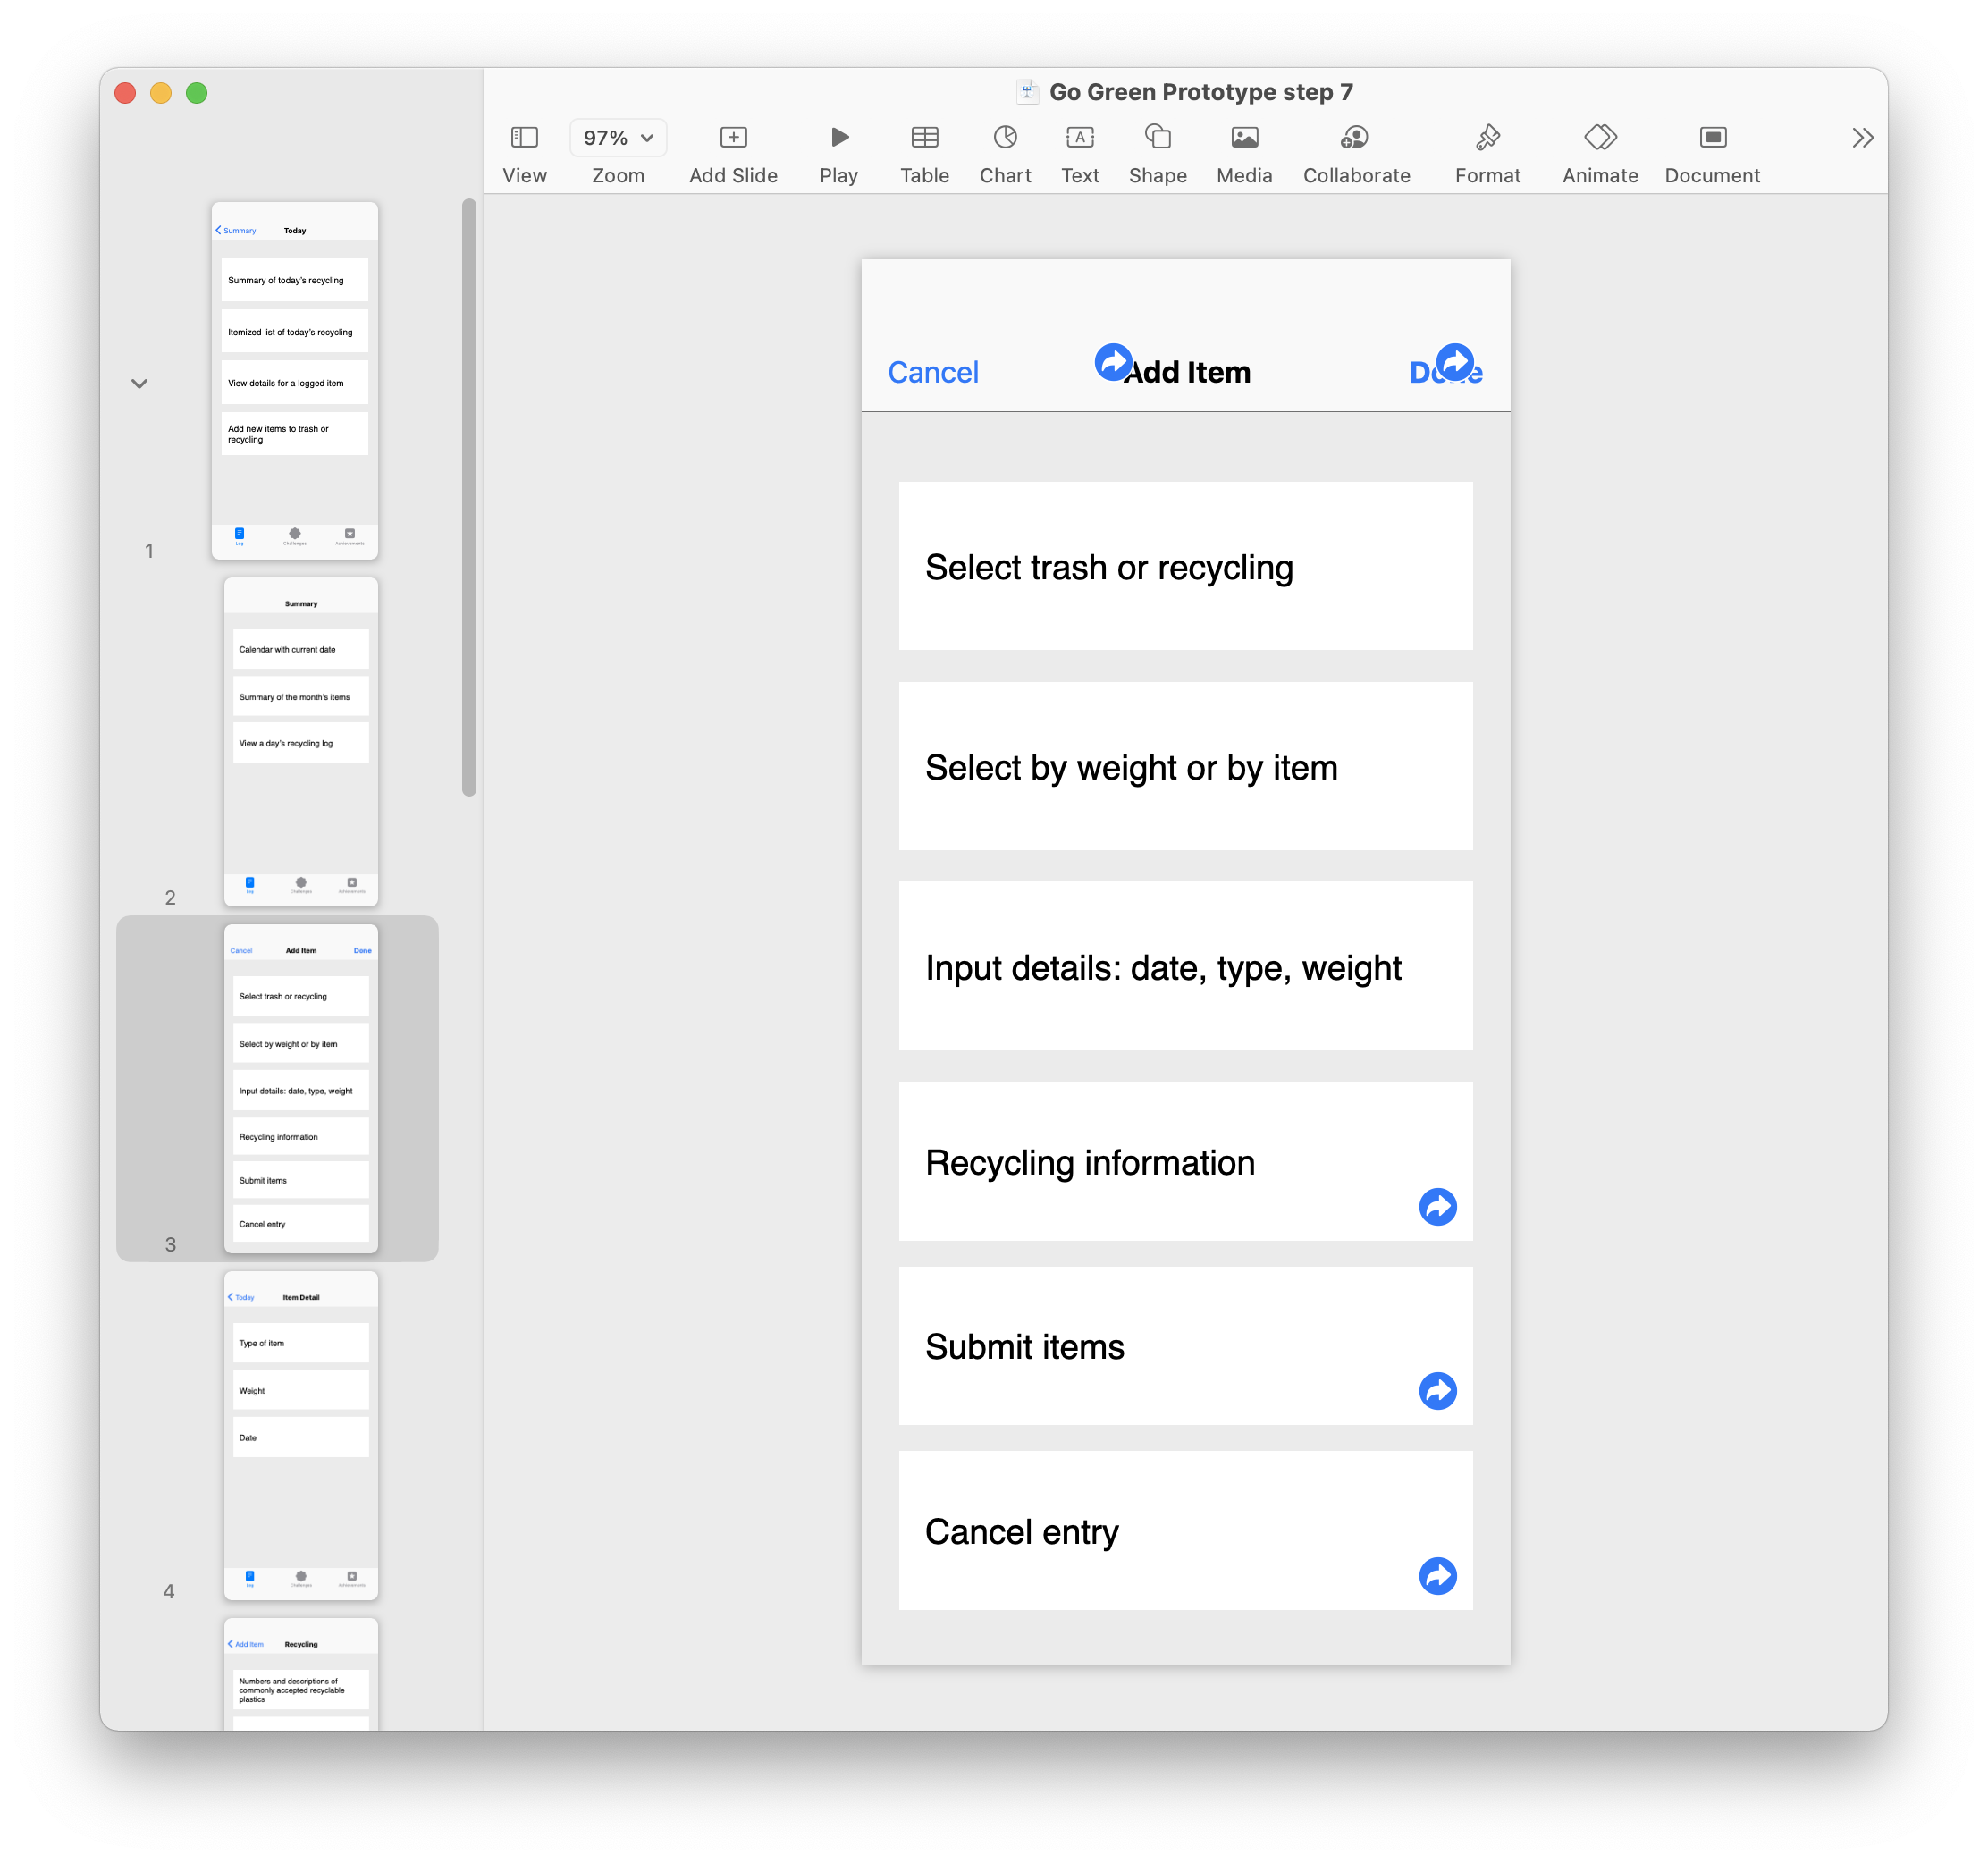 Go Green Prototype step 7
97%
View
Zoom
Add Slide
Play
Table
Chart
Text
Shape
Media
Collaborate
Format
Animate
Document
Summary
Today
Summary of today's recycling
Itemized list of today's recycling
View details for a logged item
Add new items to trash or
recycling
Log
Challenges
Achievements
1
Summary
Calendar with current date
Summary of the month's items
View a day's recycling log
Log
Challenges
Achievements
2
Cancel
Add Item
Done
Select trash or recycling
Select by weight or by item
Input details: date, type, weight
Recycling information
Submit items
Cancel entry
3
Today
Item Detail
Type of item
Weight
Date
Log
Challenges
Achievements
4
Add Item
Recycling
Numbers and descriptions of
commonly accepted recyclable
plastics
Cancel
Add Item
Done
Select trash or recycling
Select by weight or by item
Input details: date, type, weight
Recycling information
Submit items
Cancel entry